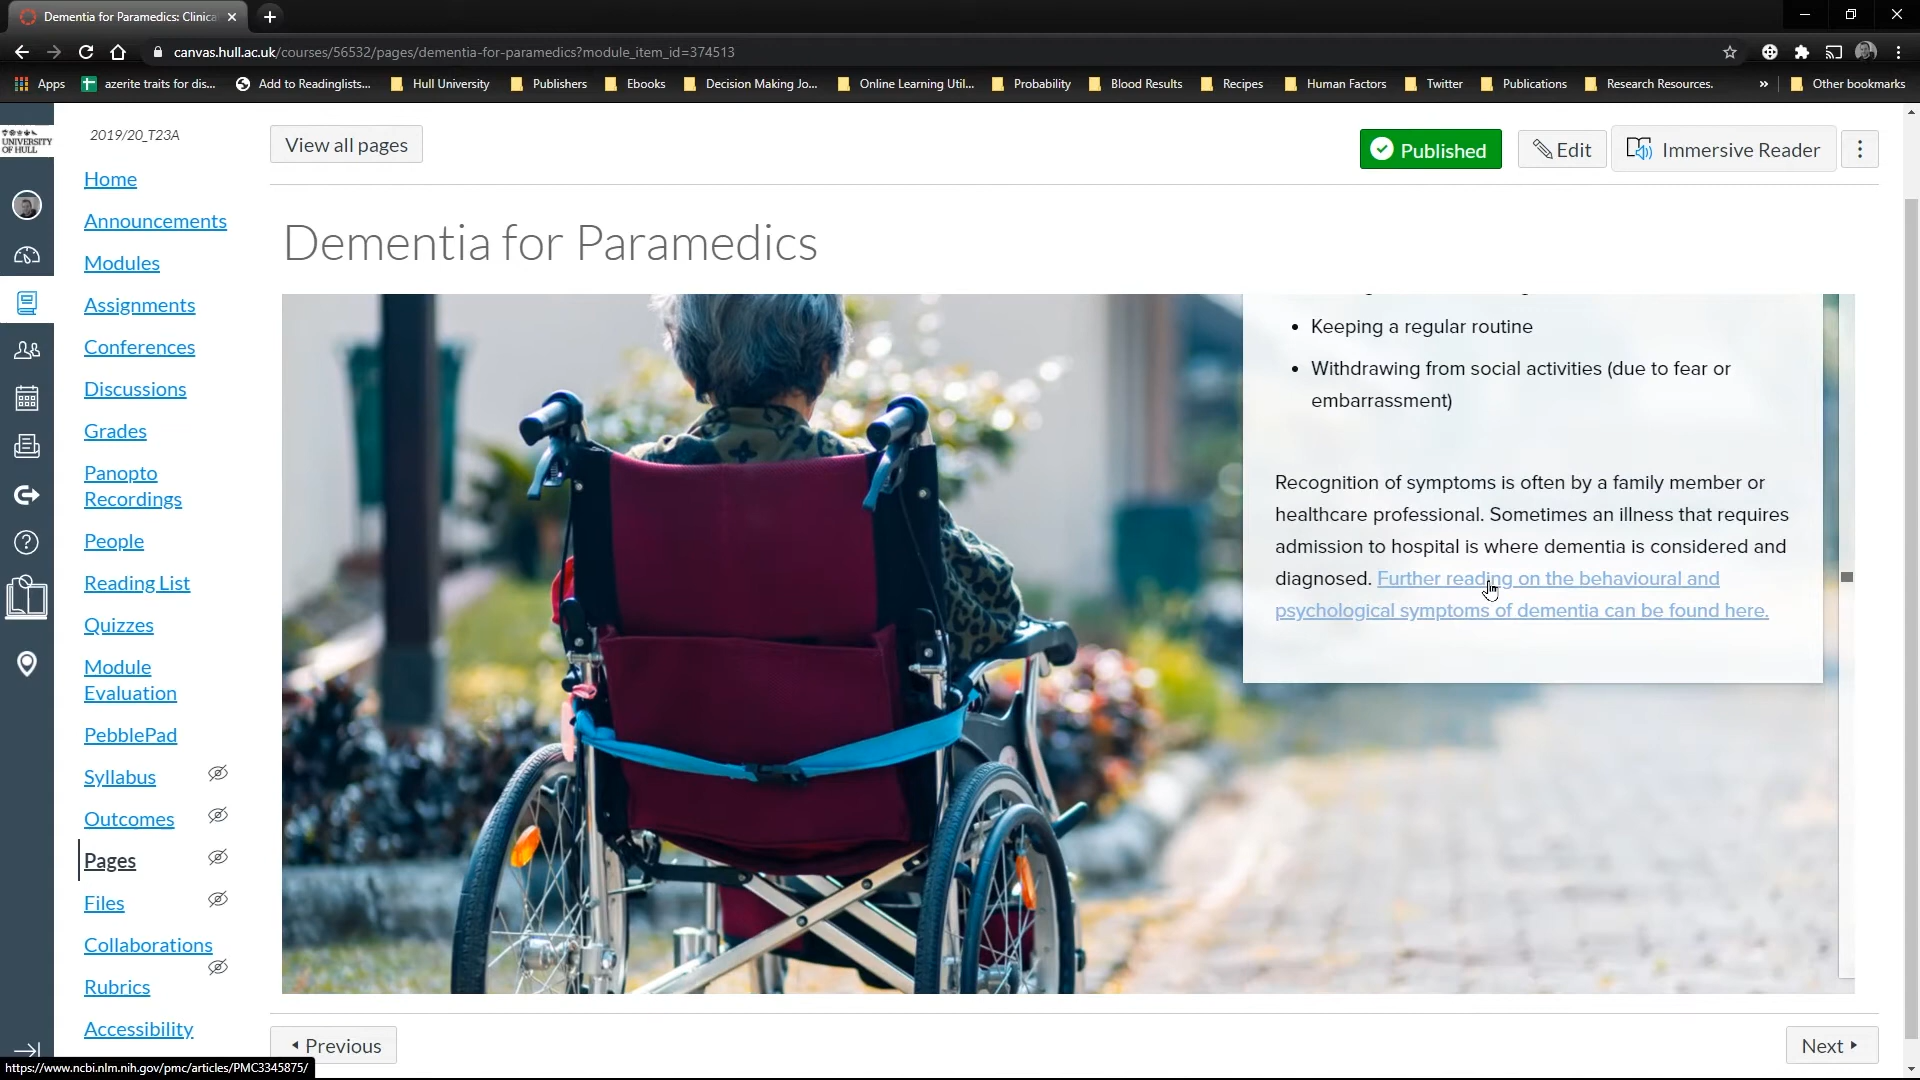 Dementia for Paramedics: Clinica
canvas.hull.ac.uk/courses/56532/pages/dementia-for-paramedics?module_item_id=374513
Apps
azerite traits for dis...
Add to Readinglists...
Hull University
Publishers
Ebooks
Decision Making Jo...
Online Learning Util...
Probability
Blood Results
Recipes
Human Factors
Twitter
Publications
Research Resources.
»
Other bookmarks
UNIVERSITY
OF HULL
2019/20_T23A
Home
Announcements
Modules
Assignments
Conferences
Discussions
Grades
Panopto
Recordings
People
Reading List
Quizzes
Module
Evaluation
PebblePad
Syllabus
Outcomes
Pages
Files
Collaborations
Rubrics
Accessibility
View all pages
Published
Edit
Immersive Reader
Dementia for Paramedics
• Keeping a regular routine
• Withdrawing from social activities (due to fear or
embarrassment)
Recognition of symptoms is often by a family member or
healthcare professional. Sometimes an illness that requires
admission to hospital is where dementia is considered and
diagnosed. Further reading on the behavioural and
psychological symptoms of dementia can be found here.
Previous
Next
https://www.ncbi.nlm.nih.gov/pmc/articles/PMC3345875/